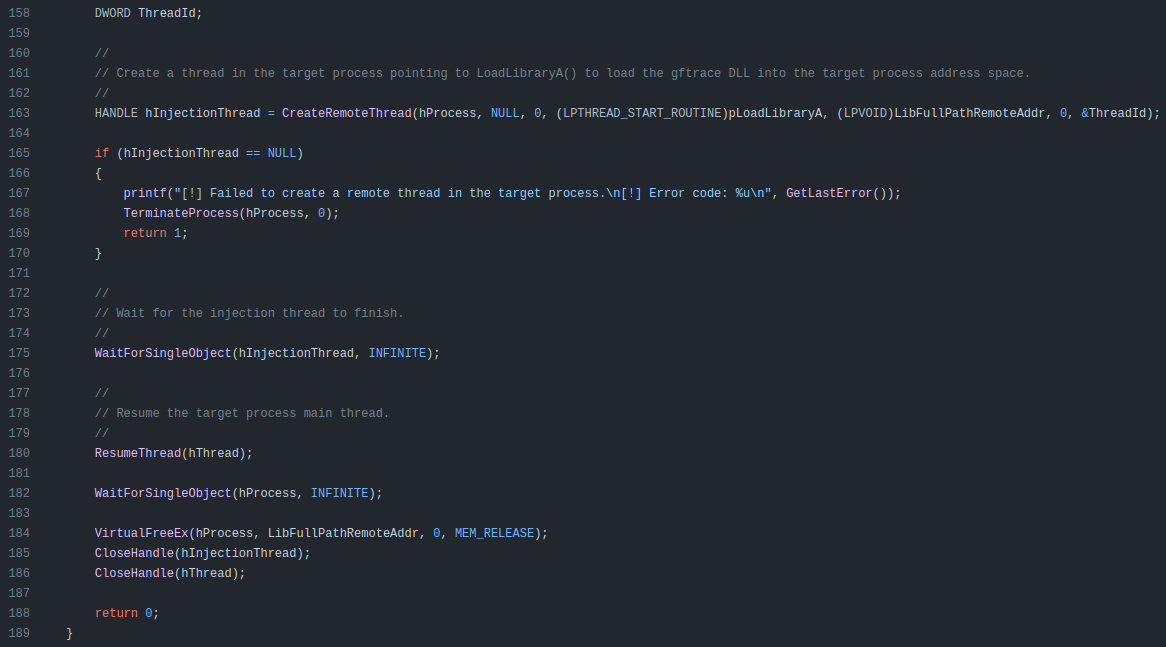 158         DWORD ThreadId;
159
160         //
161         // Create a thread in the target process pointing to LoadLibraryA() to load the gftrace DLL into the target process address space.
162         //
163         HANDLE hInjectionThread = CreateRemoteThread(hProcess, NULL, 0, (LPTHREAD_START_ROUTINE)pLoadLibraryA, (LPVOID)LibFullPathRemoteAddr, 0, &ThreadId);
164
165         if (hInjectionThread == NULL)
166         {
167             printf("[!] Failed to create a remote thread in the target process.\n[!] Error code: %u\n", GetLastError());
168             TerminateProcess(hProcess, 0);
169             return 1;
170         }
171
172         //
173         // Wait for the injection thread to finish.
174         //
175         WaitForSingleObject(hInjectionThread, INFINITE);
176
177         //
178         // Resume the target process main thread.
179         //
180         ResumeThread(hThread);
181
182         WaitForSingleObject(hProcess, INFINITE);
183
184         VirtualFreeEx(hProcess, LibFullPathRemoteAddr, 0, MEM_RELEASE);
185         CloseHandle(hInjectionThread);
186         CloseHandle(hThread);
187
188         return 0;
189     }